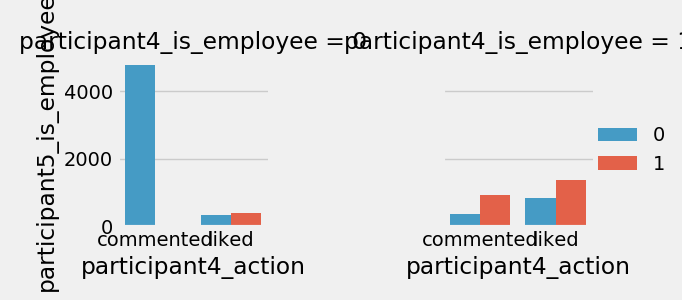 participant4_is_employee = 0
participant4_is_employee = 1
participant5_is_employee
4000
2000
0
commented
liked
commented
liked
participant4_action
participant4_action
0
1